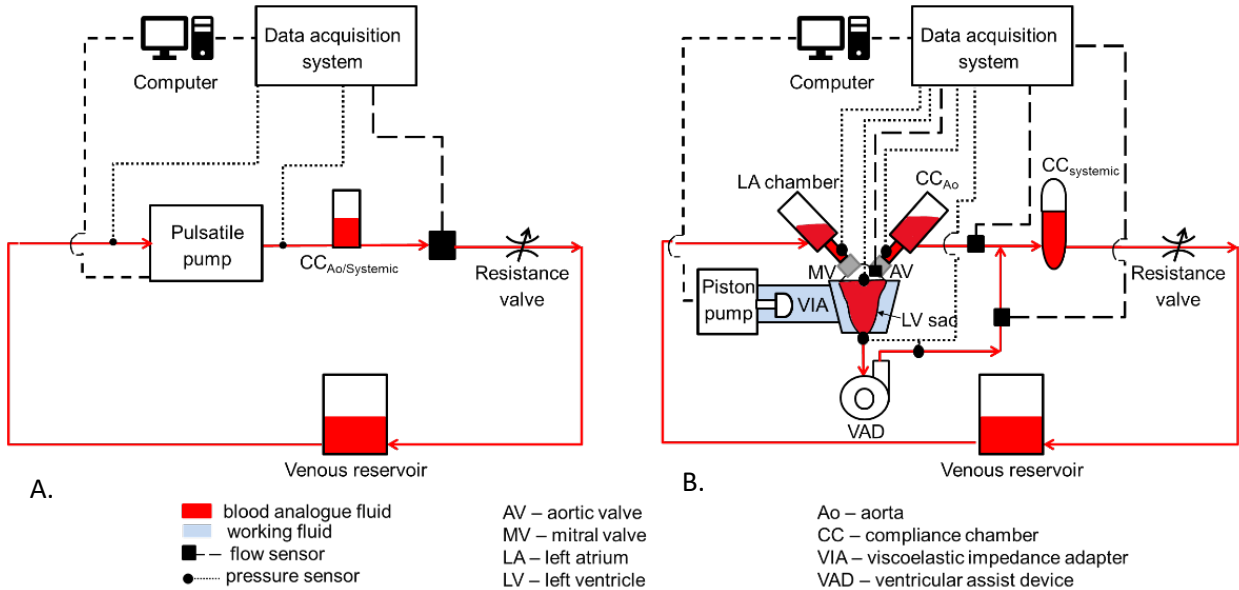 Computer
Data acquisition
system
Pulsatile
pump
CCAo/Systemic
Resistance
valve
Venous reservoir
A.
Computer
Data acquisition
system
LA chamber
CCAo
CCsystemic
MV
AV
Piston
pump
VIA
LV sac
Resistance
valve
VAD
Venous reservoir
B.
blood analogue fluid
working fluid
flow sensor
pressure sensor
AV – aortic valve
MV – mitral valve
LA – left atrium
LV – left ventricle
Ao – aorta
CC – compliance chamber
VIA – viscoelastic impedance adapter
VAD – ventricular assist device